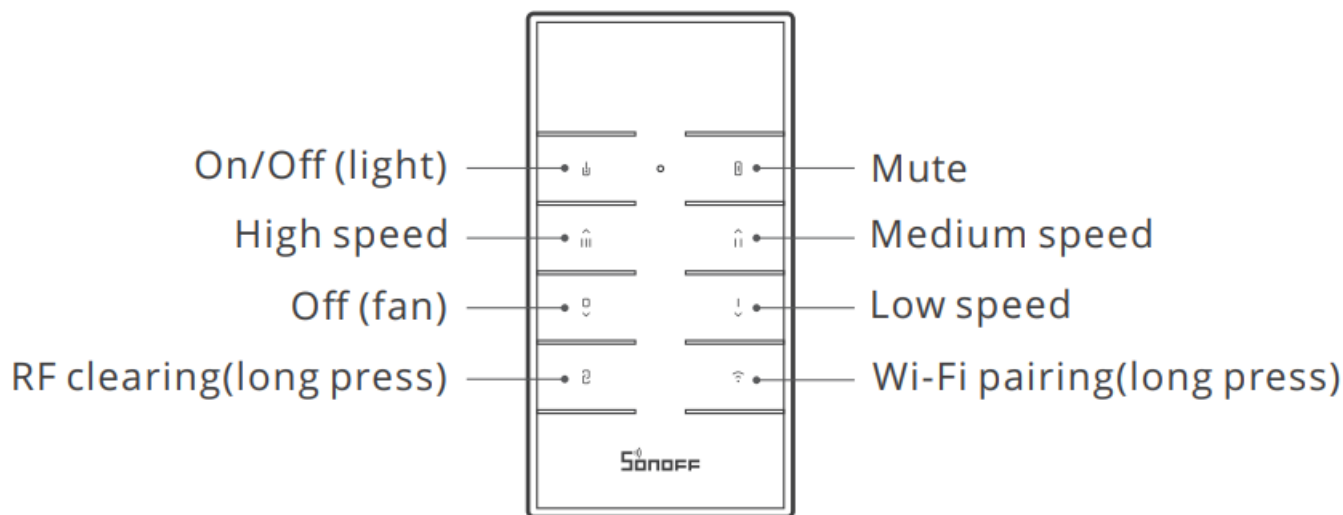 On/Off (light)
Mute
High speed
Medium speed
Off (fan)
Low speed
RF clearing(long press)
Wi-Fi pairing(long press)
SONOFF